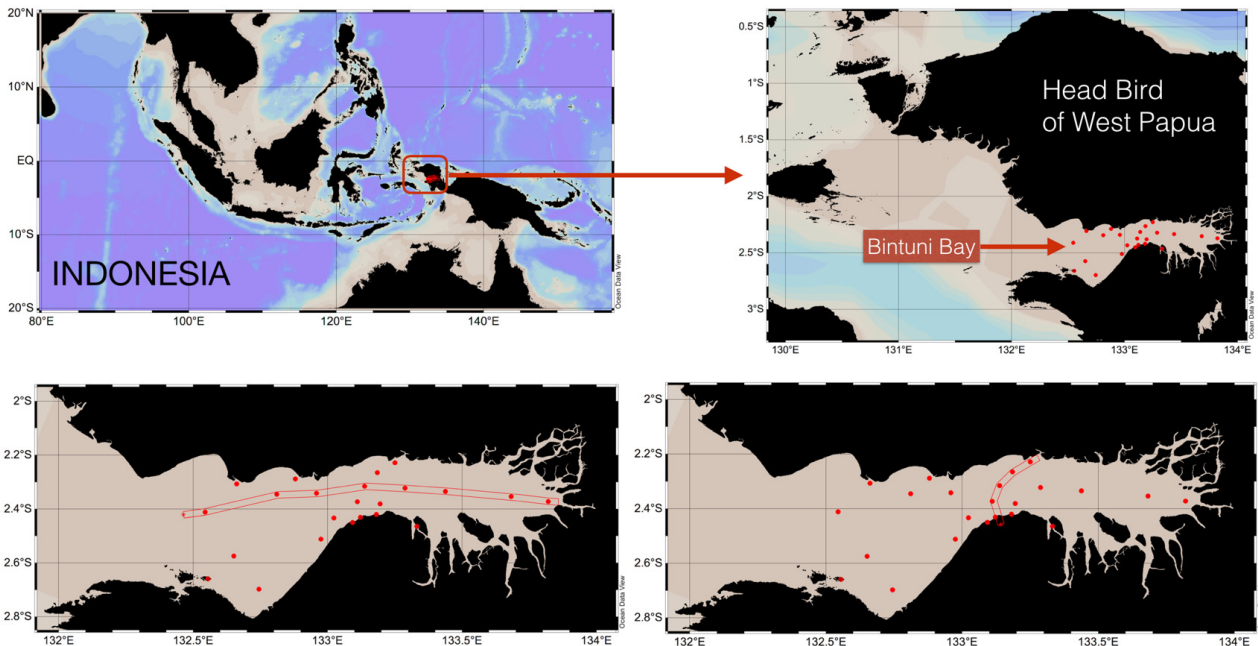 20°N
10°N
EQ
10°S
20°S
INDONESIA
80°E
100°E
120°E
140°E
Ocean Data View
0.5°S
1°S
1.5°S
2°S
2.5°S
3°S
Head Bird
of West Papua
Bintuni Bay
130°E
131°E
132°E
133°E
134°E
Ocean Data View
2°S
2.2°S
2.4°S
2.6°S
2.8°S
132°E
132.5°E
133°E
133.5°E
134°E
Ocean Data View
2°S
2.2°S
2.4°S
2.6°S
2.8°S
132°E
132.5°E
133°E
133.5°E
134°E
Ocean Data View